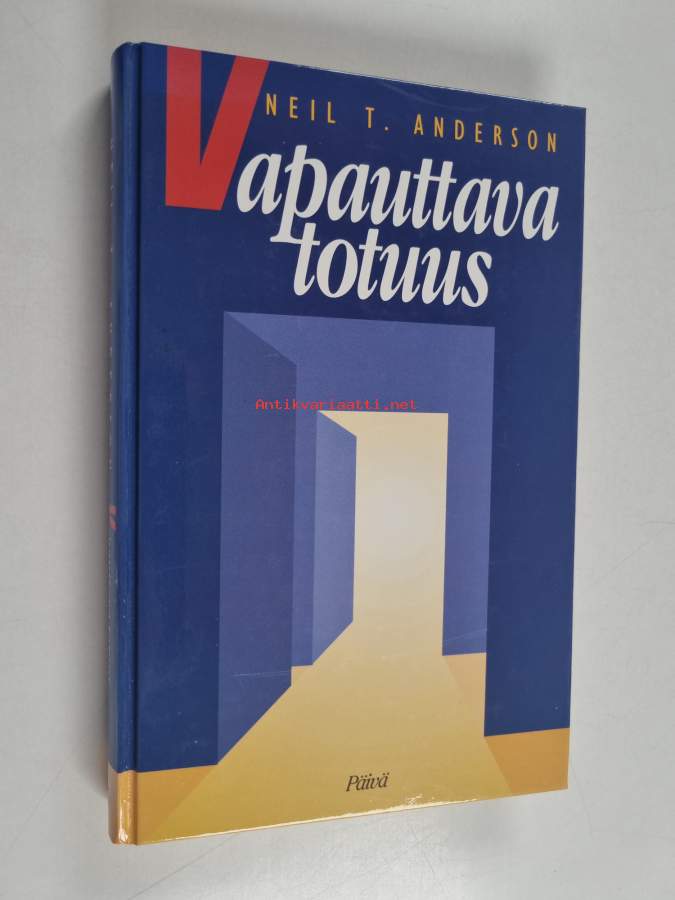 NEIL T. ANDERSON
Vapauttava
totuus
Antikvariaatti.net
Päivä